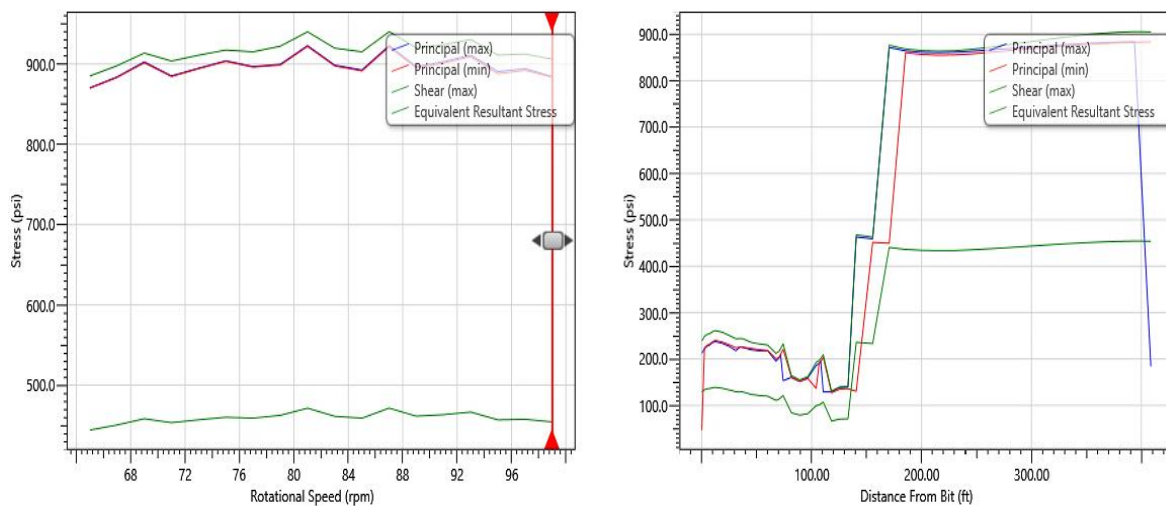 Principal (max)
Principal (min)
Shear (max)
Equivalent Resultant Stress
900.0
800.0
700.0
600.0
500.0
Stress (psi)
68
72
76
80
84
88
92
96
Rotational Speed (rpm)
Principal (max)
Principal (min)
Shear (max)
Equivalent Resultant Stress
900.0
800.0
700.0
600.0
500.0
400.0
300.0
200.0
100.0
Stress (psi)
100.00
200.00
300.00
Distance From Bit (ft)